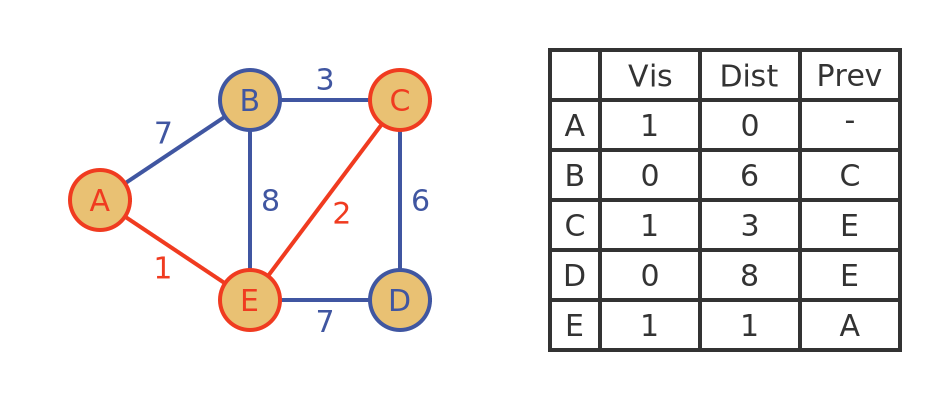 B
3
C
7
A
8
2
6
1
E
7
D
Vis Dist Prev
A 1 0 -
B 0 6 C
C 1 3 E
D 0 8 E
E 1 1 A